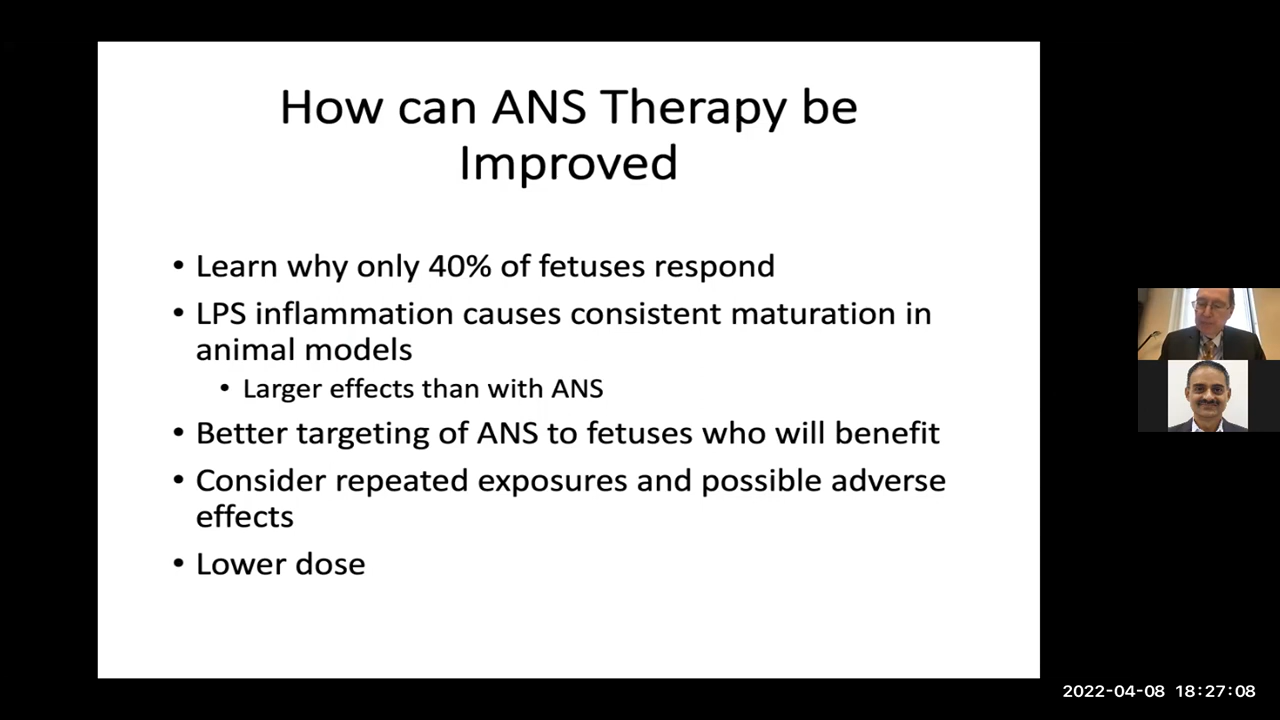 How can ANS Therapy be
Improved
• Learn why only 40% of fetuses respond
• LPS inflammation causes consistent maturation in
animal models
• Larger effects than with ANS
• Better targeting of ANS to fetuses who will benefit
• Consider repeated exposures and possible adverse
effects
• Lower dose
2022-04-08 18:27:08